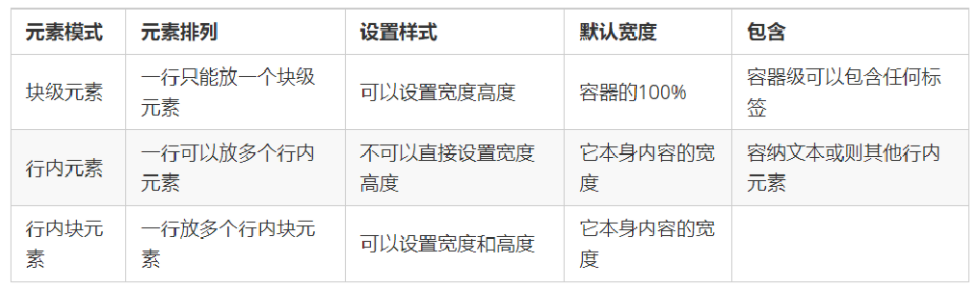 元素模式 元素排列 设置样式 默认宽度 包含
块级元素 一行只能放一个块级元素 可以设置宽度高度 容器的100% 容器级可以包含任何标签
行内元素 一行可以放多个行内元素 不可以直接设置宽度高度 它本身内容的宽度 容纳文本或则其他行内元素
行内块元素 一行放多个行内块元素 可以设置宽度和高度 它本身内容的宽度